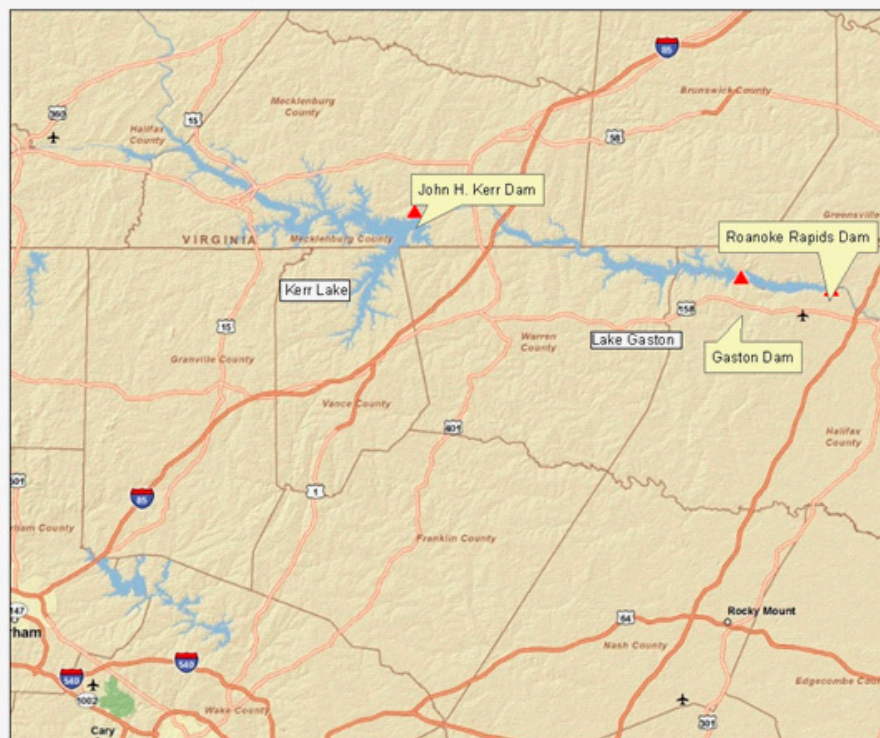 85
Brunswick County
Mecklenburg
County
360
15
Halifax
County
58
John H. Kerr Dam
Greensville
Roanoke Rapids Dam
VIRGINIA
Mecklenburg County
Kerr Lake
158
15
Warren
County
Lake Gaston
Gaston Dam
Granville County
Vance County
401
Halifax
County
501
1
85
rham County
Franklin County
147
rham
64
Rocky Mount
Nash County
540
540
Edgecombe Coun
1002
Wake County
301
Cary